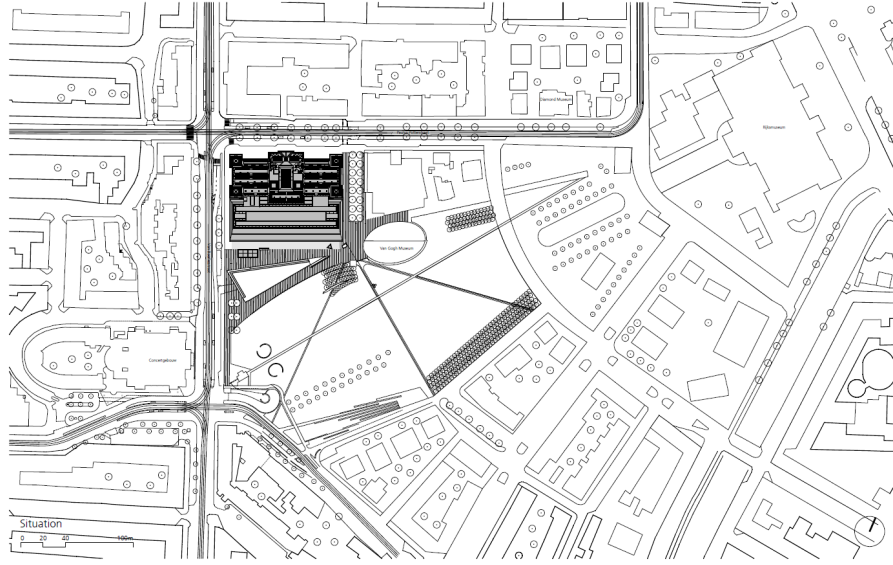 Diamond Museum
Rijksmuseum
Van Gogh Museum
Concertgebouw
Situation
0 20 40 100m